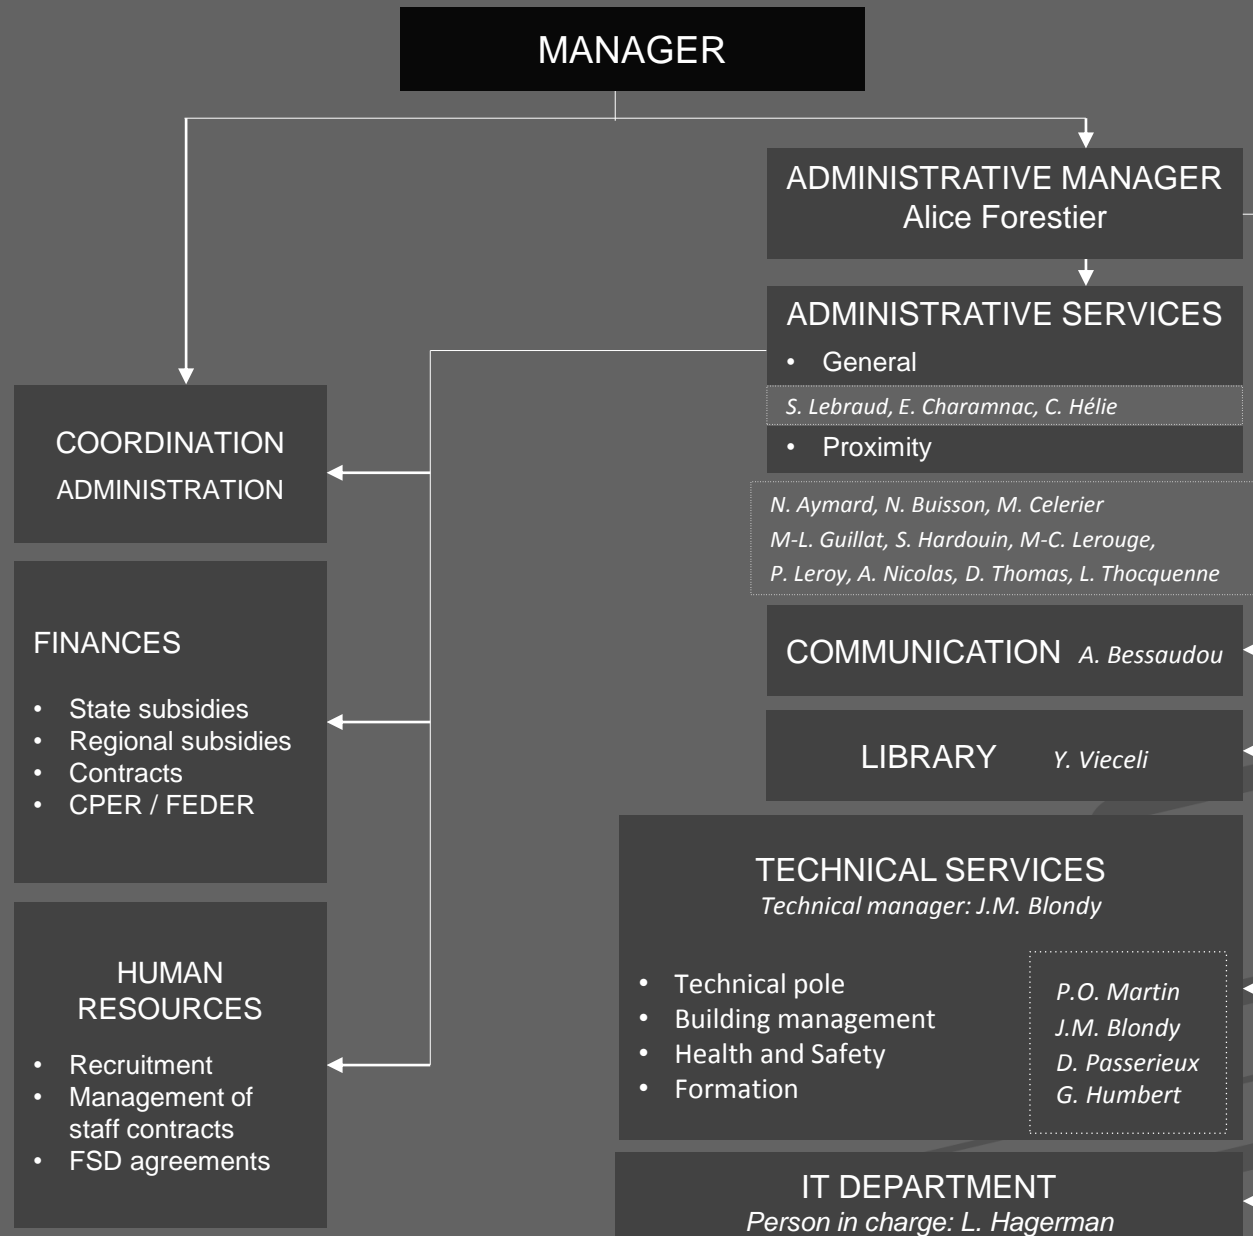 MANAGER
ADMINISTRATIVE MANAGER
Alice Forestier
ADMINISTRATIVE SERVICES
• General
S. Lebraud, E. Charamnac, C. Hélie
• Proximity
N. Aymard, N. Buisson, M. Celerier
M-L. Guillat, S. Hardouin, M-C. Lerouge,
P. Leroy, A. Nicolas, D. Thomas, L. Thocquenne
COORDINATION
ADMINISTRATION
FINANCES
• State subsidies
• Regional subsidies
• Contracts
• CPER / FEDER
HUMAN
RESOURCES
• Recruitment
• Management of
staff contracts
• FSD agreements
COMMUNICATION A. Bessaudou
LIBRARY Y. Vieceli
TECHNICAL SERVICES
Technical manager: J.M. Blondy
• Technical pole
• Building management
• Health and Safety
• Formation
P.O. Martin
J.M. Blondy
D. Passerieux
G. Humbert
IT DEPARTMENT
Person in charge: L. Hagerman